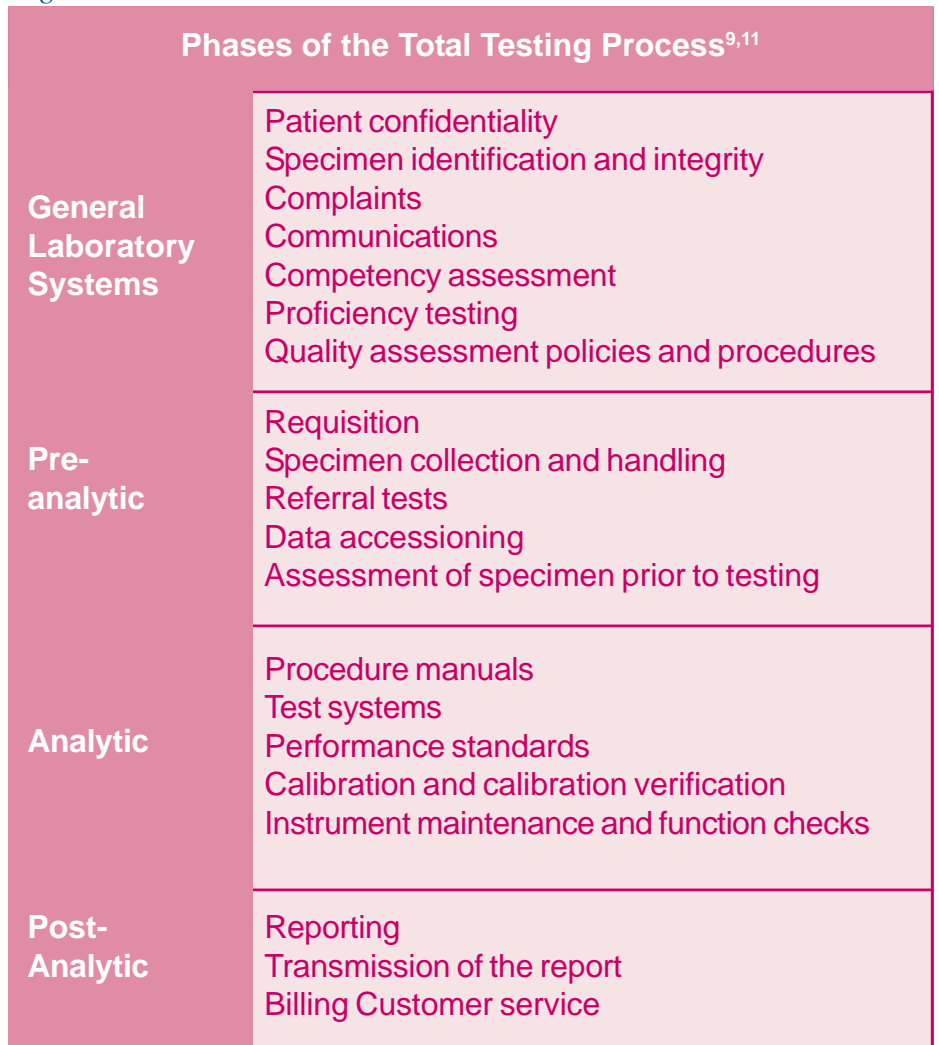 Phases of the Total Testing Process9,11
General
Laboratory
Systems
Patient confidentiality
Specimen identification and integrity
Complaints
Communications
Competency assessment
Proficiency testing
Quality assessment policies and procedures
Pre-
analytic
Requisition
Specimen collection and handling
Referral tests
Data accessioning
Assessment of specimen prior to testing
Analytic
Procedure manuals
Test systems
Performance standards
Calibration and calibration verification
Instrument maintenance and function checks
Post-
Analytic
Reporting
Transmission of the report
Billing Customer service